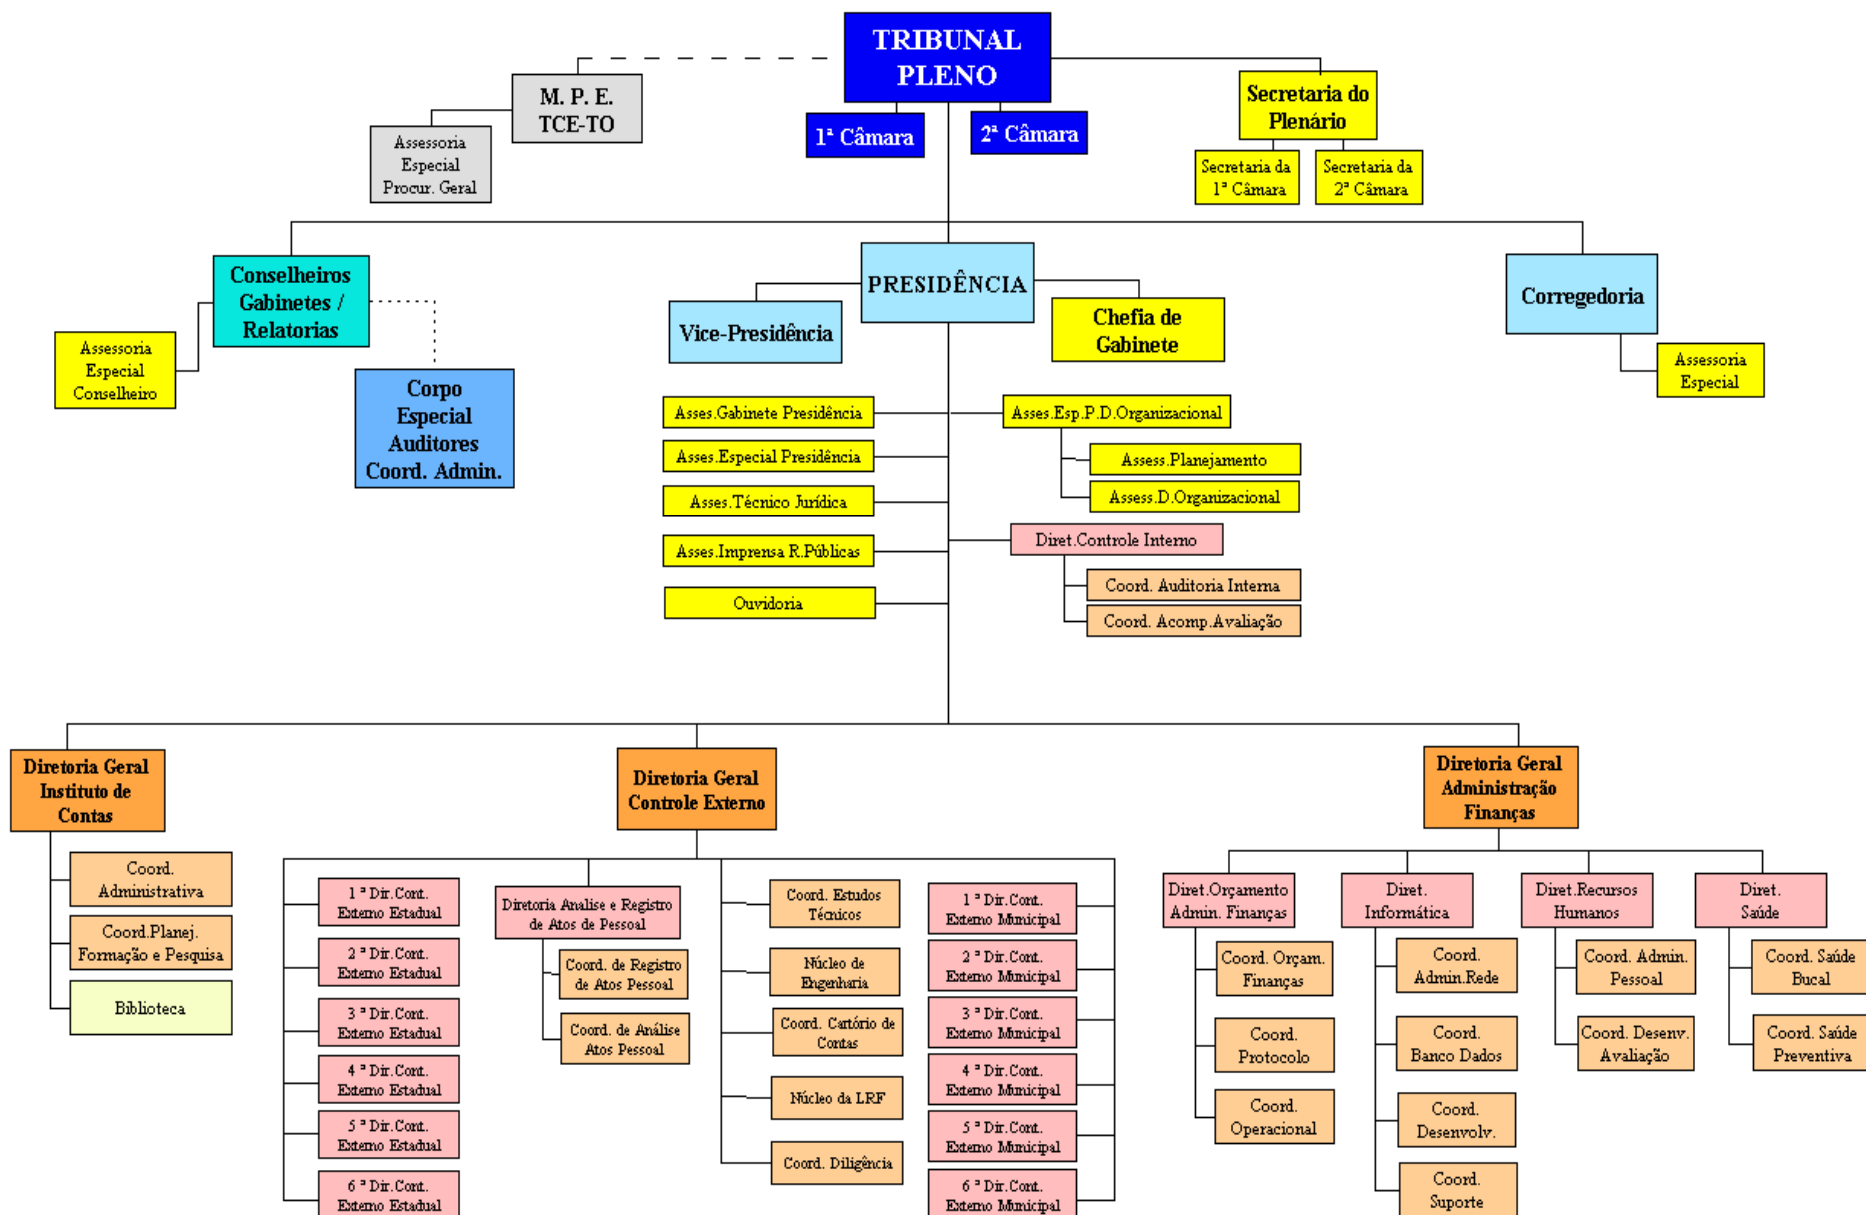 TRIBUNAL
PLENO
M. P. E.
TCE-TO
Assessoria
Especial
Procur. Geral
1ª Câmara
2ª Câmara
Secretaria do
Plenário
Secretaria da
1ª Câmara
Secretaria da
2ª Câmara
Conselheiros
Gabinetes /
Relatorias
Assessoria
Especial
Conselheiro
Corpo
Especial
Auditores
Coord. Admin.
PRESIDÊNCIA
Vice-Presidência
Chefia de
Gabinete
Corregedoria
Assessoria
Especial
Asses.Gabinete Presidência
Asses.Especial Presidência
Asses.Técnico Jurídica
Asses.Imprensa R.Públicas
Ouvidoria
Asses.Esp.P.D.Organizacional
Assess.Planejamento
Assess.D.Organizacional
Diret.Controle Interno
Coord. Auditoria Interna
Coord. Acomp.Avaliação
Diretoria Geral
Instituto de
Contas
Coord.
Administrativa
Coord.Planej.
Formação e Pesquisa
Biblioteca
Diretoria Geral
Controle Externo
1 ª Dir.Cont.
Externo Estadual
2 ª Dir.Cont.
Externo Estadual
3 ª Dir.Cont.
Externo Estadual
4 ª Dir.Cont.
Externo Estadual
5 ª Dir.Cont.
Externo Estadual
6 ª Dir.Cont.
Externo Estadual
Diretoria Analise e Registro
de Atos de Pessoal
Coord. de Registro
de Atos Pessoal
Coord. de Análise
Atos Pessoal
Coord. Estudos
Técnicos
Núcleo de
Engenharia
Coord. Cartório de
Contas
Núcleo da LRF
Coord. Diligência
1 ª Dir.Cont.
Externo Municipal
2 ª Dir.Cont.
Externo Municipal
3 ª Dir.Cont.
Externo Municipal
4 ª Dir.Cont.
Externo Municipal
5 ª Dir.Cont.
Externo Municipal
6 ª Dir.Cont.
Externo Municipal
Diretoria Geral
Administração
Finanças
Diret.Orçamento
Admin. Finanças
Coord. Orçam.
Finanças
Coord.
Protocolo
Coord.
Operacional
Diret.
Informática
Coord.
Admin.Rede
Coord.
Banco Dados
Coord.
Desenvolv.
Coord.
Suporte
Diret.Recursos
Humanos
Coord. Admin.
Pessoal
Coord. Desenv.
Avaliação
Diret.
Saúde
Coord. Saúde
Bucal
Coord. Saúde
Preventiva